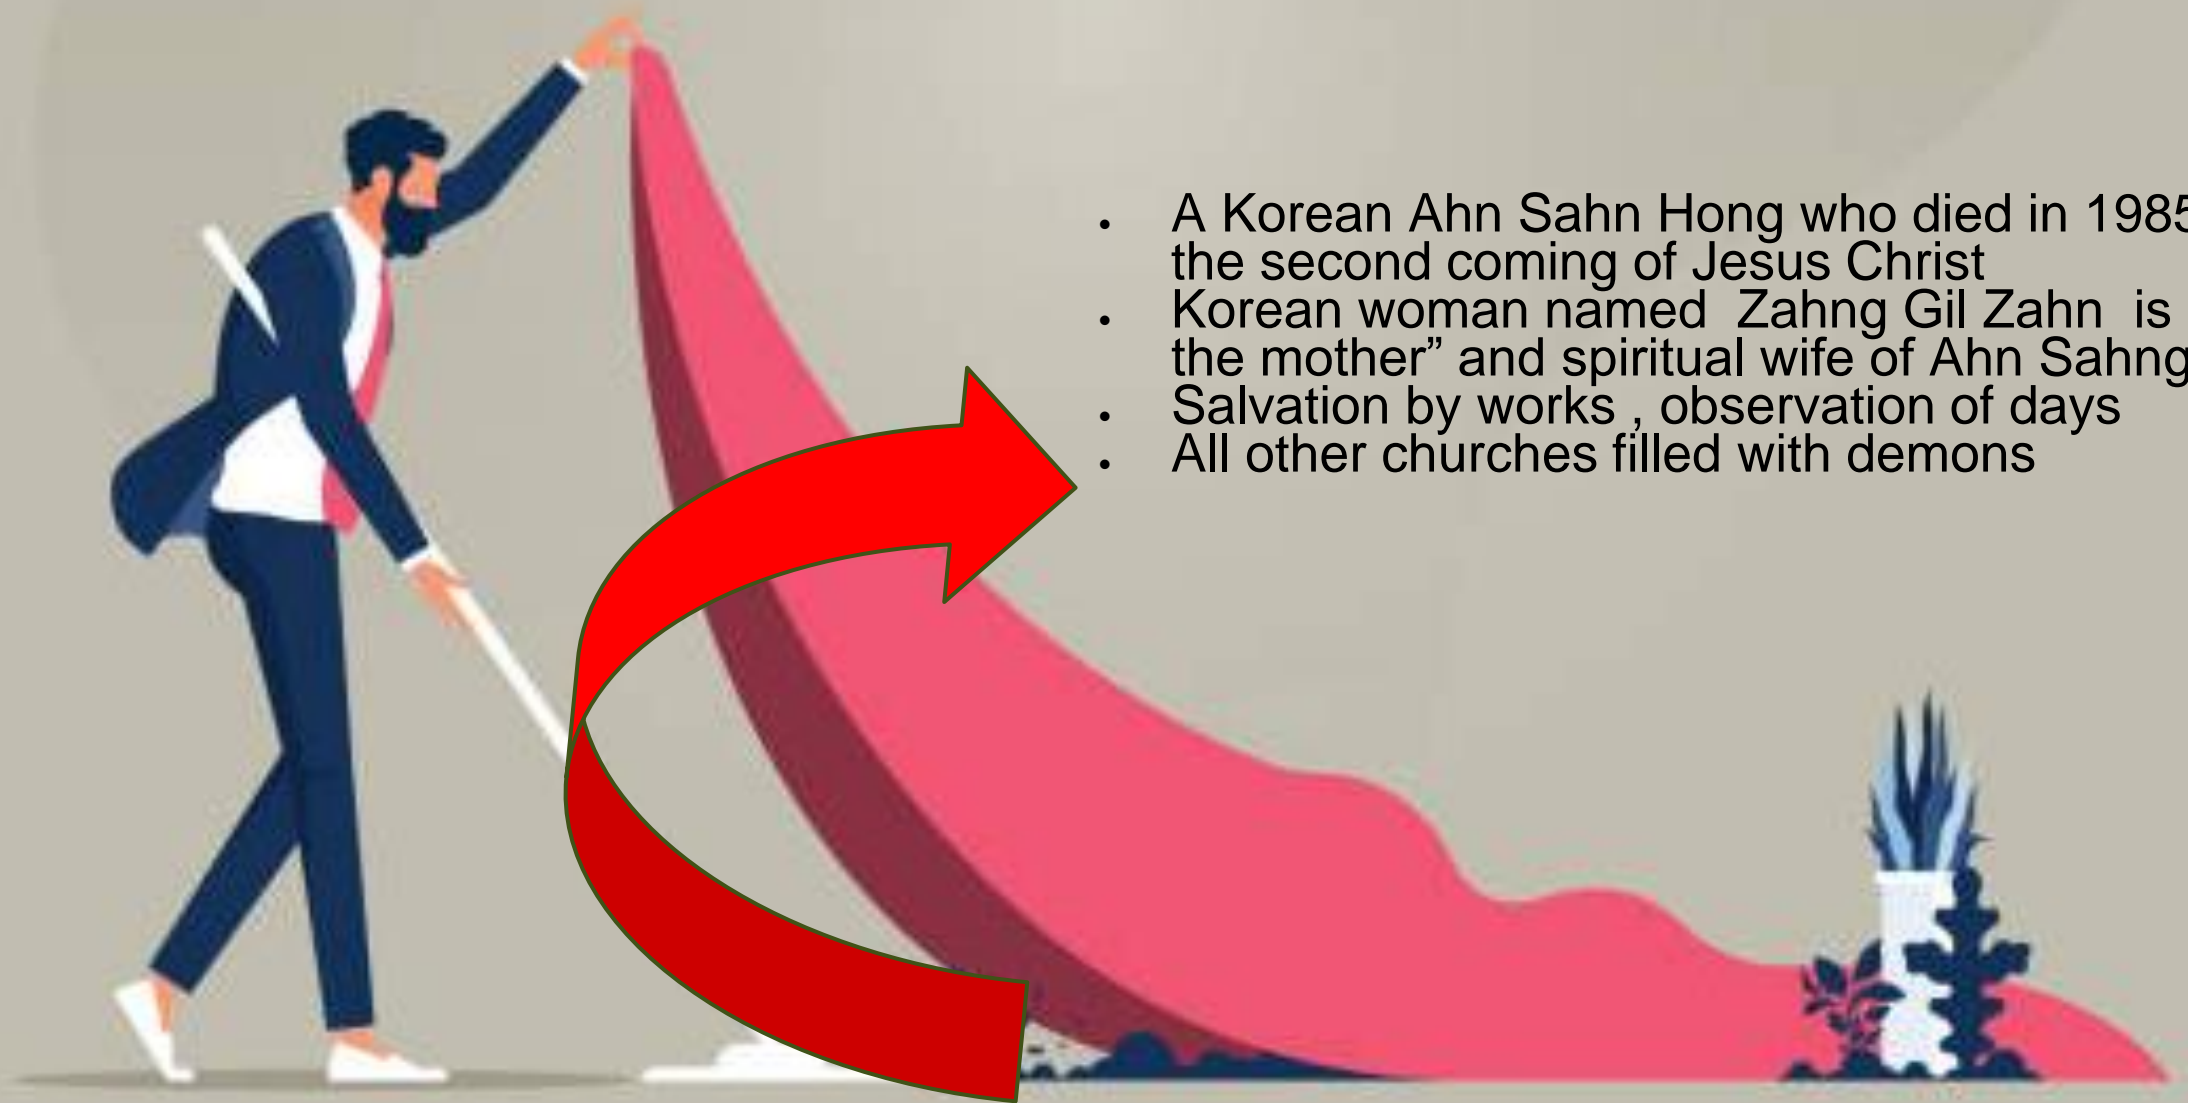 • A Korean Ahn Sahn Hong who died in 1985
the second coming of Jesus Christ
• Korean woman named Zahng Gil Zahn is
the mother” and spiritual wife of Ahn Sahng
• Salvation by works , observation of days
• All other churches filled with demons